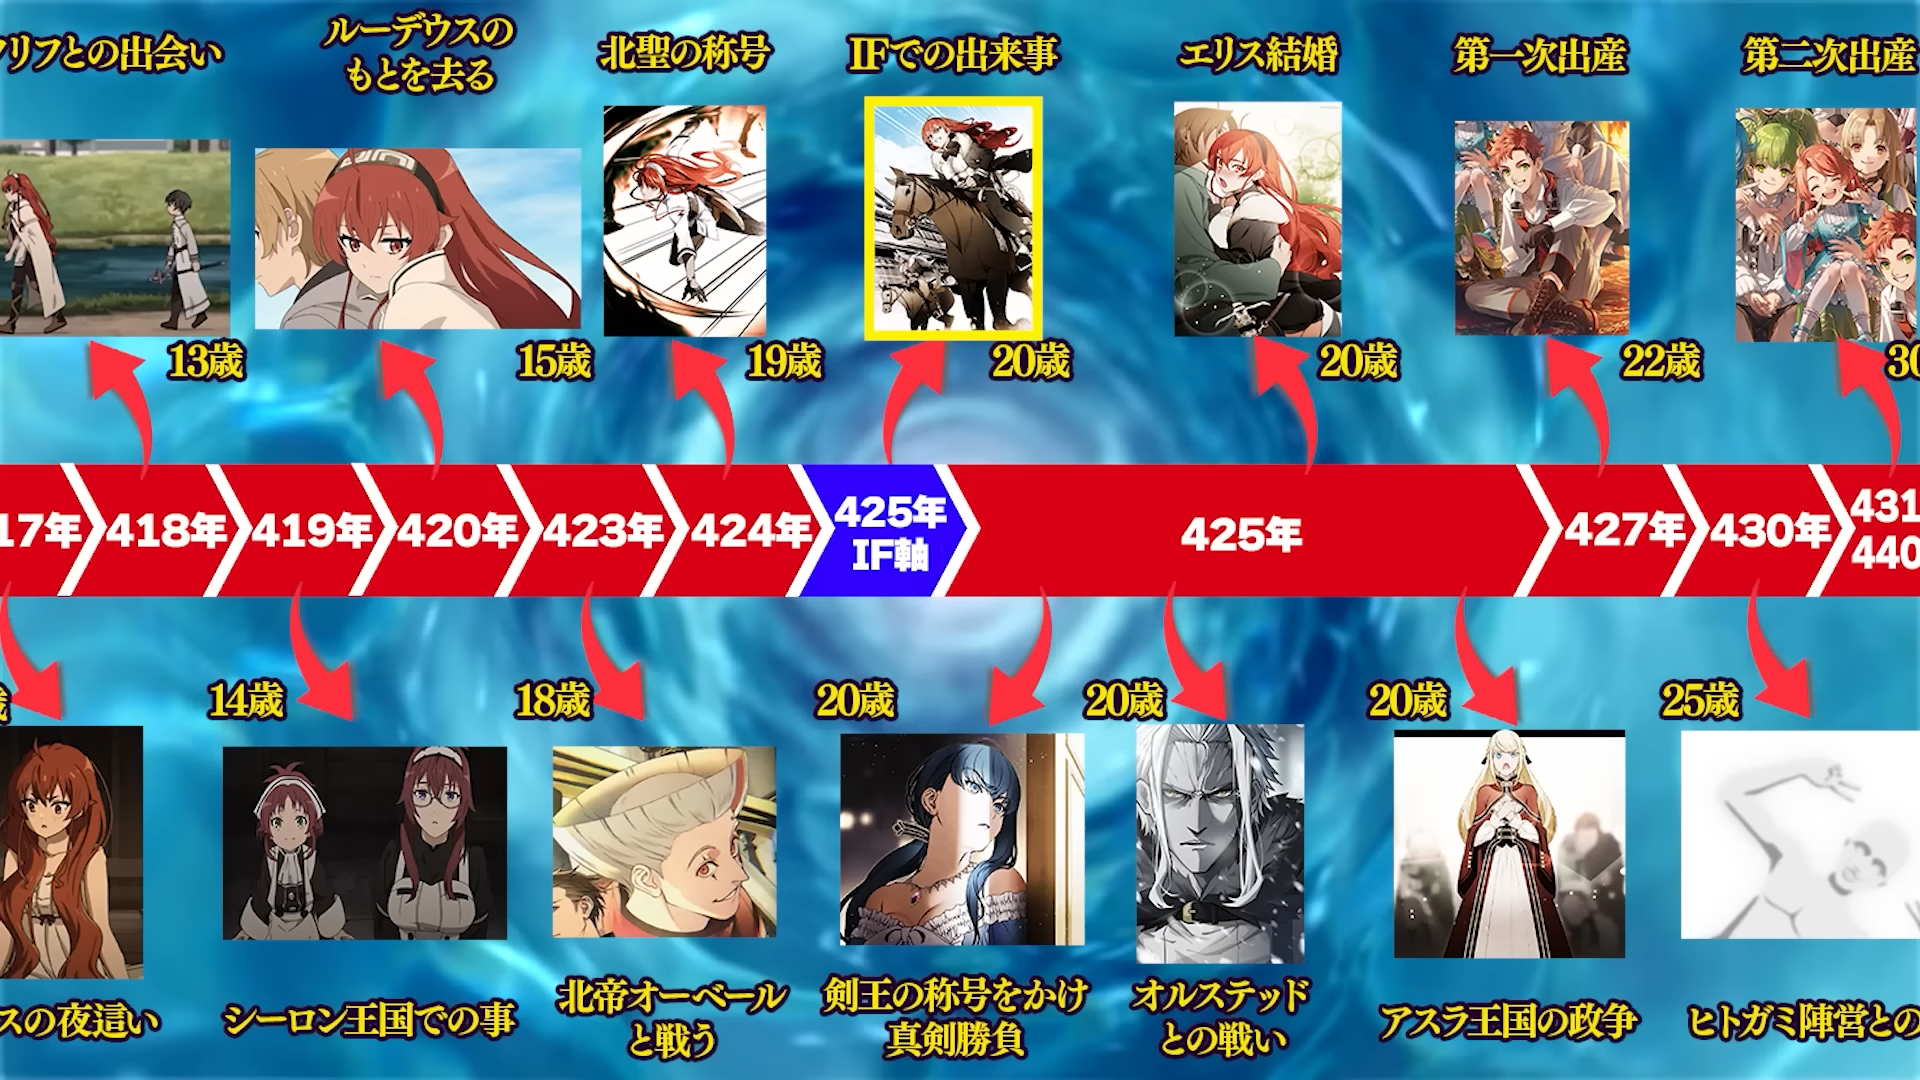 クリフとの出会い
ルーデウスの
もとを去る
北聖の称号
IFでの出来事
エリス結婚
第一次出産
第二次出産
13歳
15歳
19歳
20歳
20歳
22歳
30
17年
418年
419年
420年
423年
424年
425年
IF軸
425年
427年
430年
431
440
歳
14歳
18歳
20歳
20歳
20歳
25歳
スの夜這い
シーロン王国での事
北帝オーベール
と戦う
剣王の称号をかけ
真剣勝負
オルステッド
との戦い
アスラ王国の政争
ヒトガミ陣営との